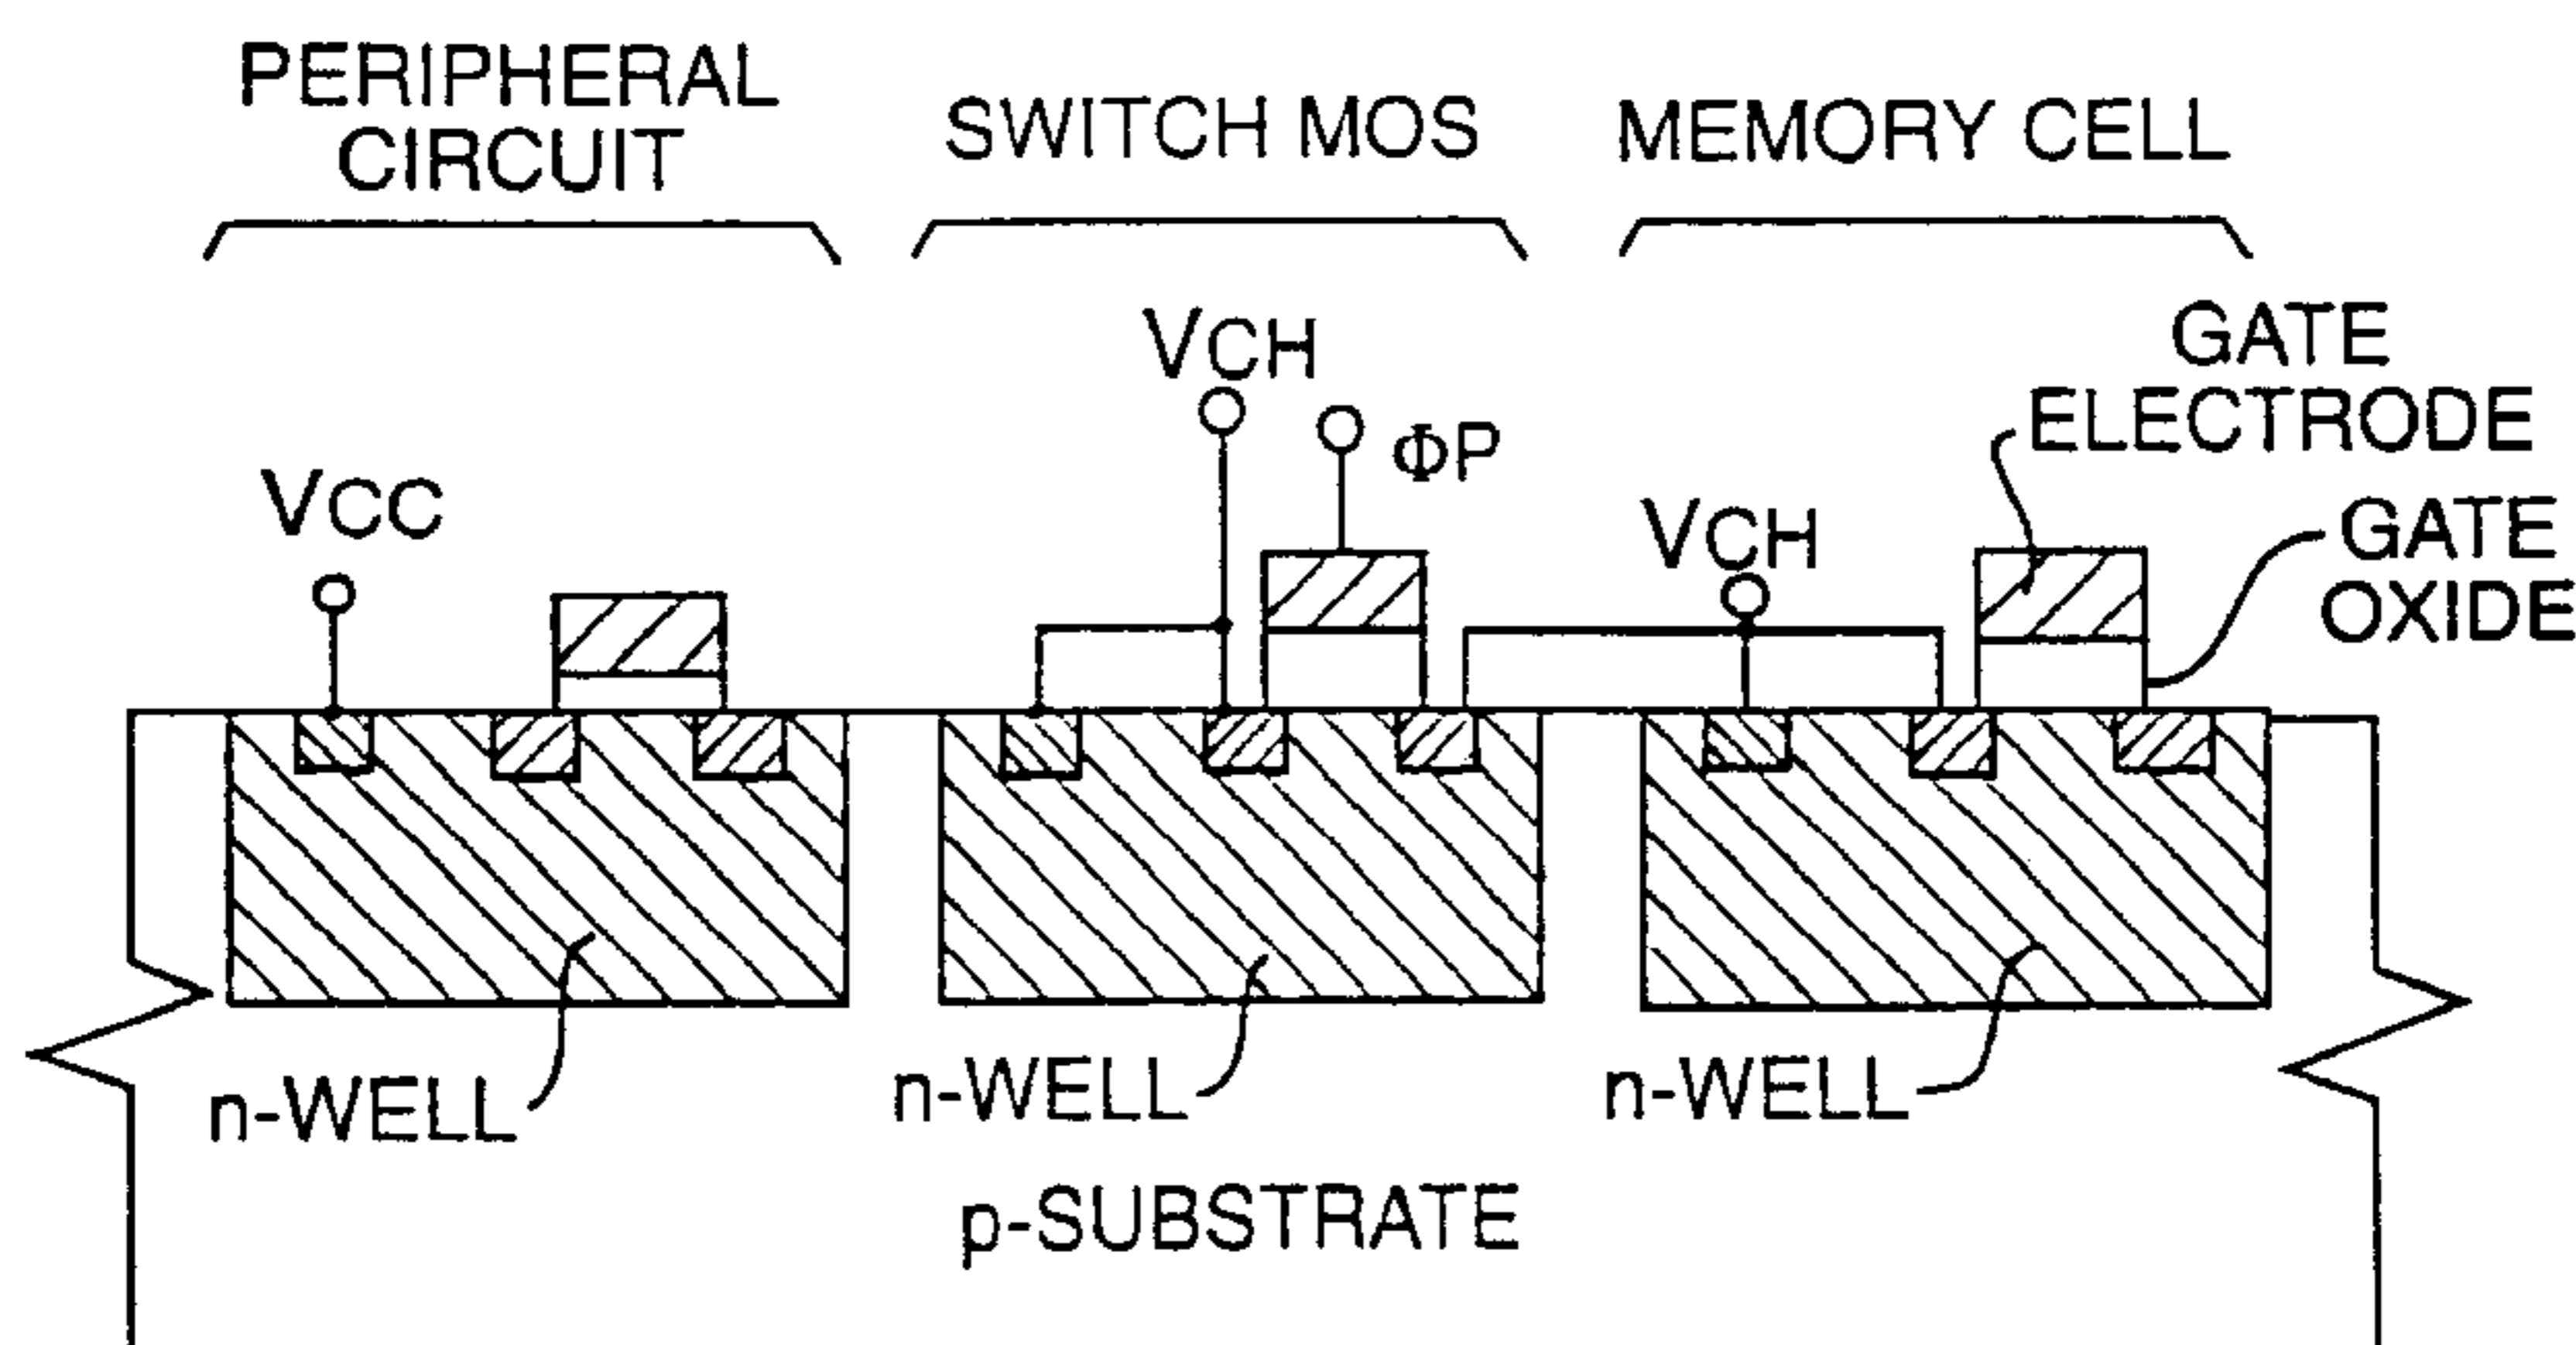 PERIPHERAL
CIRCUIT
SWITCH MOS
MEMORY CELL
VCC
VCH
ΦP
VCH
GATE
ELECTRODE
GATE
OXIDE
n-WELL
n-WELL
n-WELL
p-SUBSTRATE